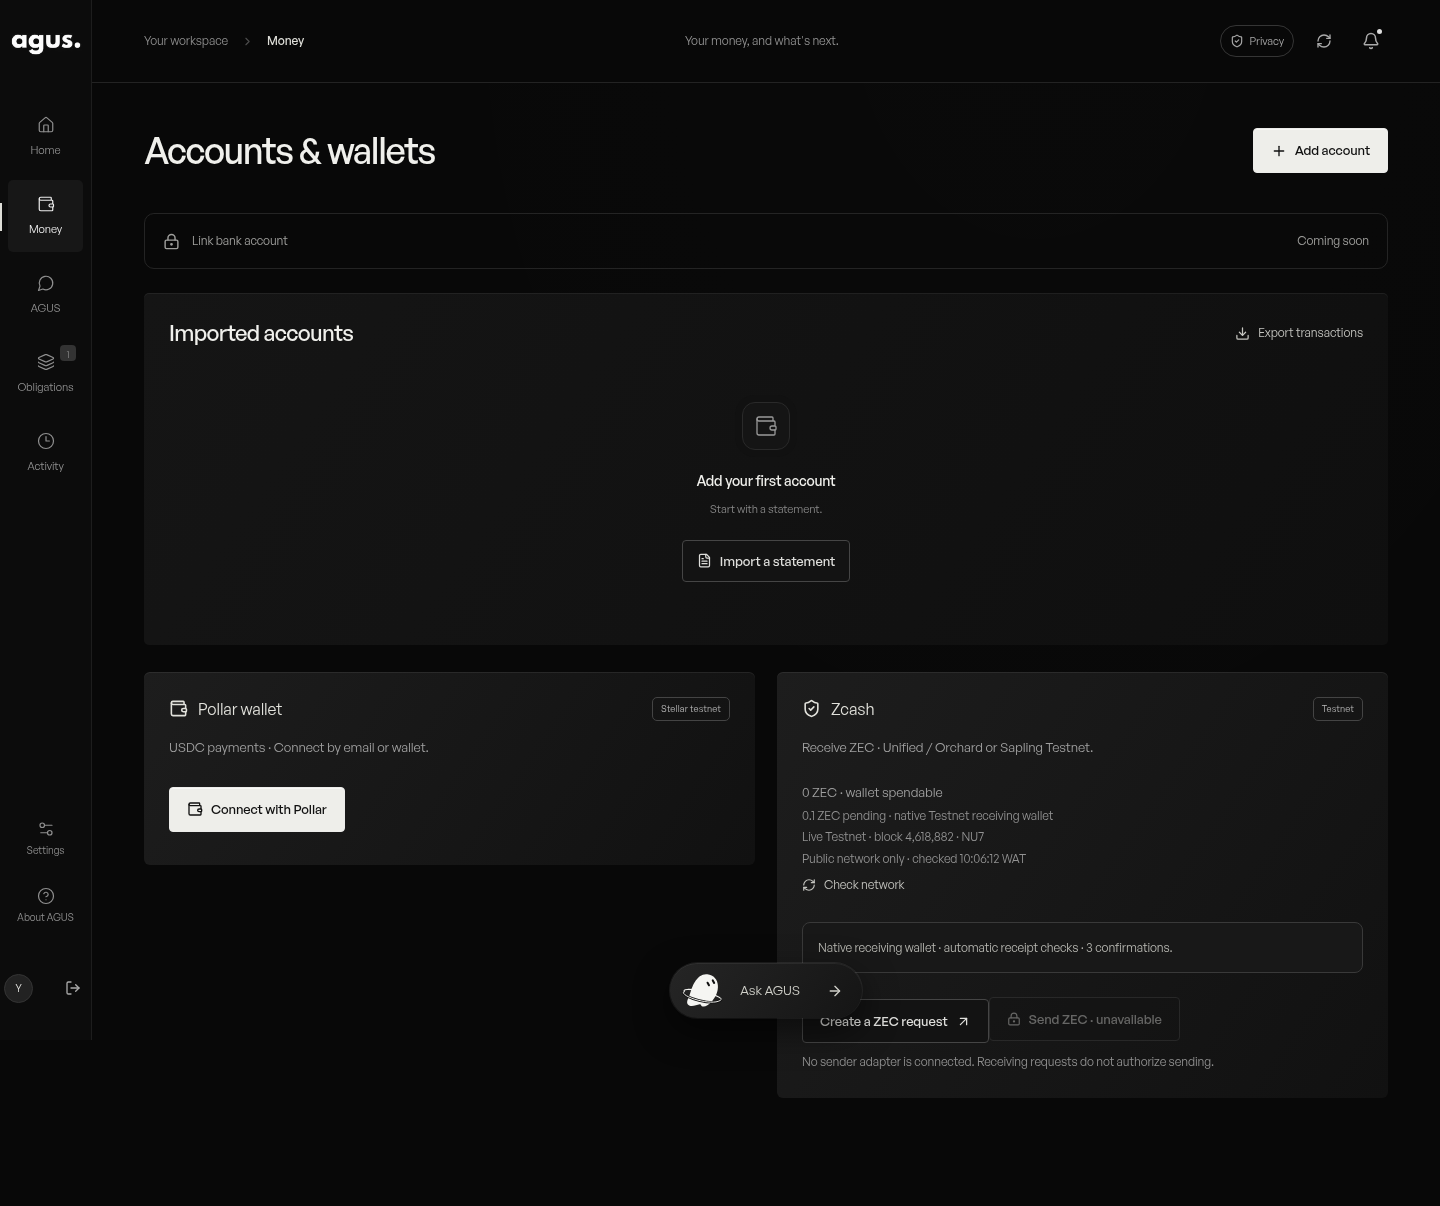 agus.
Your workspace > Money
Your money, and what's next.
Privacy
Home
Money
AGUS
Obligations
1
Activity
Settings
About AGUS
Y
Accounts & wallets
Add account
Link bank account
Coming soon
Imported accounts
Export transactions
Add your first account
Start with a statement.
Import a statement
Pollar wallet
Stellar testnet
USDC payments · Connect by email or wallet.
Connect with Pollar
Zcash
Testnet
Receive ZEC · Unified / Orchard or Sapling Testnet.
0 ZEC · wallet spendable
0.1 ZEC pending · native Testnet receiving wallet
Live Testnet · block 4,618,882 · NU7
Public network only · checked 10:06:12 WAT
Check network
Native receiving wallet · automatic receipt checks · 3 confirmations.
Ask AGUS
Create a ZEC request
Send ZEC · unavailable
No sender adapter is connected. Receiving requests do not authorize sending.